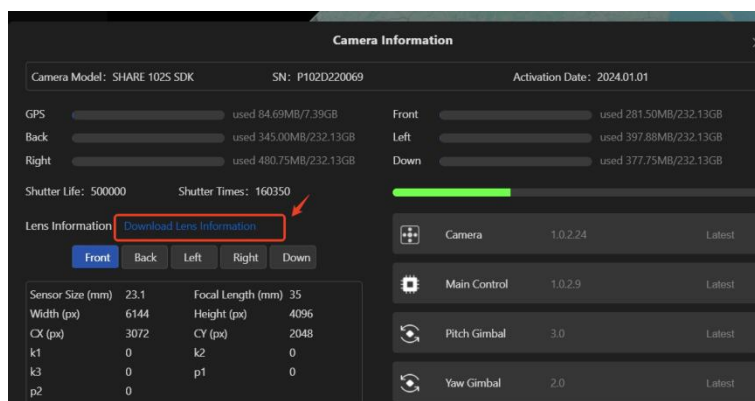 Camera Information
Camera Model: SHARE 102S SDK SN: P102D220069 Activation Date: 2024.01.01
GPS used 84.69MB/7.39GB Front used 281.50MB/232.13GB
Back used 345.00MB/232.13GB Left used 397.88MB/232.13GB
Right used 480.75MB/232.13GB Down used 377.75MB/232.13GB
Shutter Life: 500000 Shutter Times: 160350
Lens Information Download Lens Information
Camera 1.0.2.24 Latest
Front Back Left Right Down
Main Control 1.0.2.9 Latest
Sensor Size (mm) 23.1 Focal Length (mm) 35
Width (px) 6144 Height (px) 4096
CX (px) 3072 CY (px) 2048
Pitch Gimbal 3.0 Latest
k1 0 k2 0
k3 0 p1 0
Yaw Gimbal 2.0 Latest
p2 0